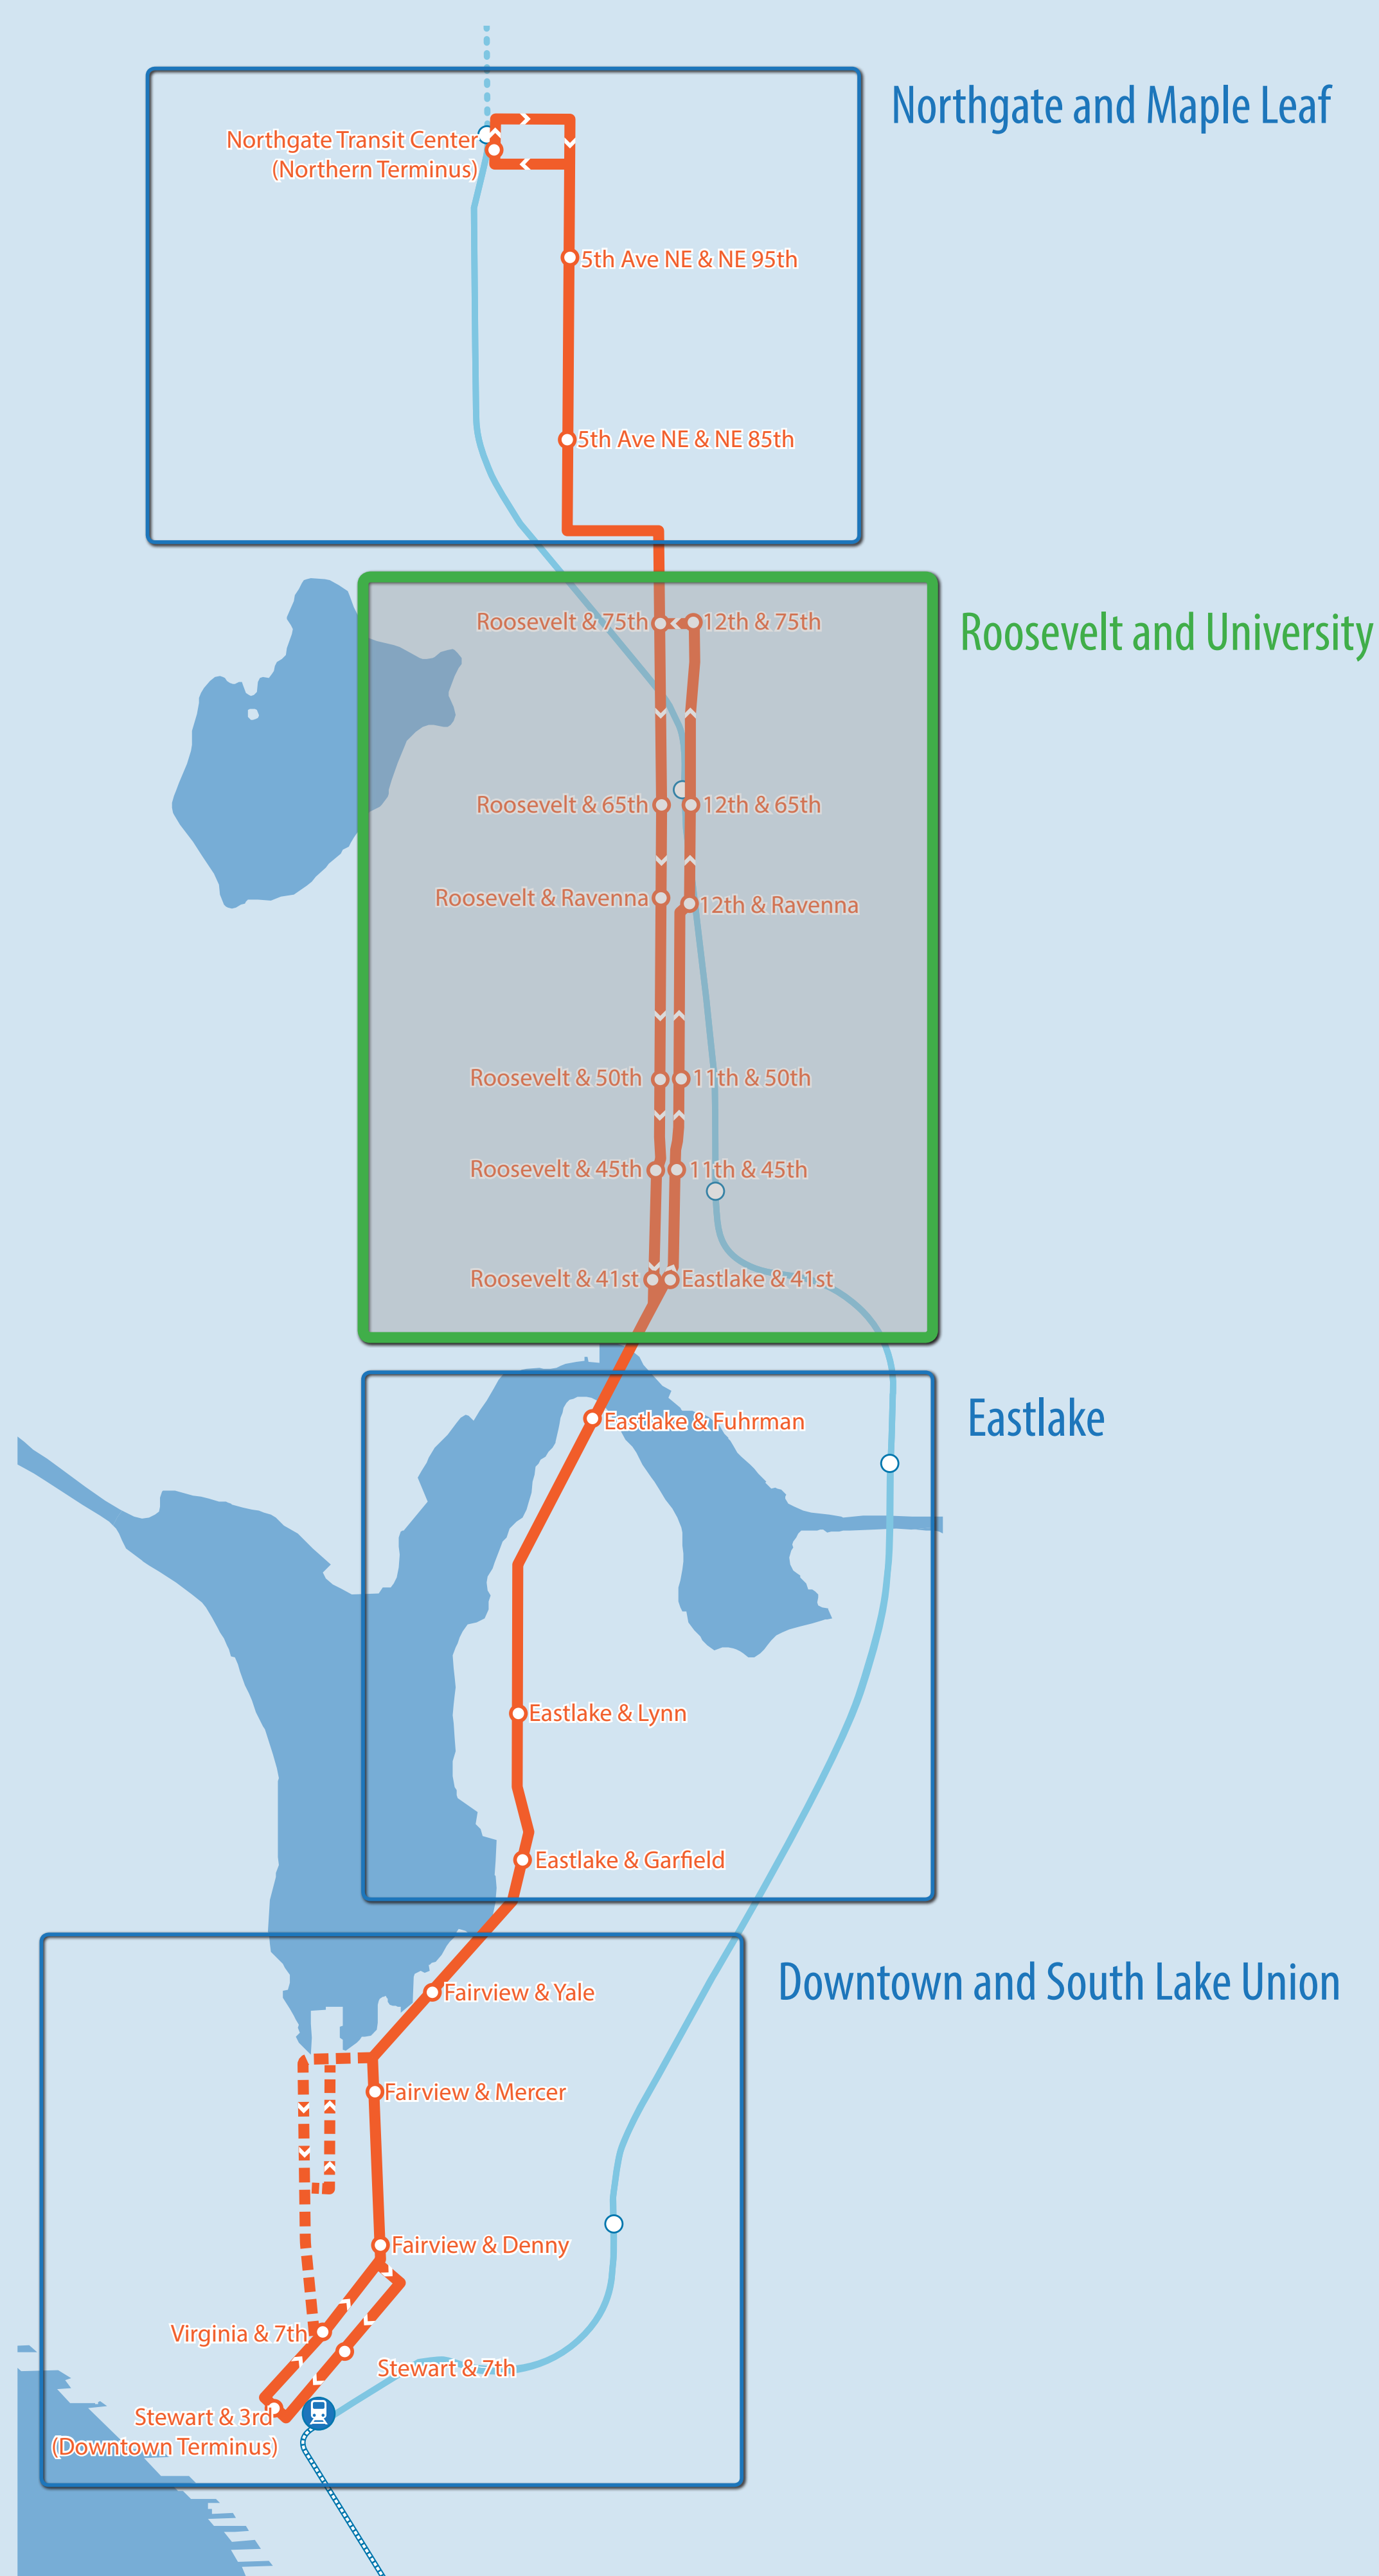 Northgate and Maple Leaf
Northgate Transit Center
(Northern Terminus)
5th Ave NE & NE 95th
5th Ave NE & NE 85th
Roosevelt and University
Roosevelt & 75th
12th & 75th
Roosevelt & 65th
12th & 65th
Roosevelt & Ravenna
12th & Ravenna
Roosevelt & 50th
11th & 50th
Roosevelt & 45th
11th & 45th
Roosevelt & 41st
Eastlake & 41st
Eastlake
Eastlake & Fuhrman
Eastlake & Lynn
Eastlake & Garfield
Downtown and South Lake Union
Fairview & Yale
Fairview & Mercer
Fairview & Denny
Virginia & 7th
Stewart & 7th
Stewart & 3rd
(Downtown Terminus)